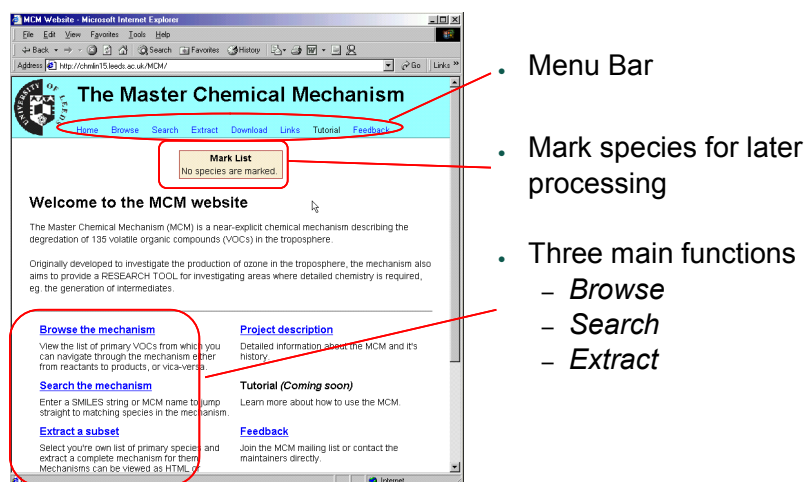 MCM Website - Microsoft Internet Explorer
File Edit View Favorites Tools Help
Back Search Favorites History
Address http://chmlin15.leeds.ac.uk/MCM/ Go Links »
UNIVERSITY OF LEEDS
The Master Chemical Mechanism
Home Browse Search Extract Download Links Tutorial Feedback
Mark List
No species are marked.
Welcome to the MCM website
The Master Chemical Mechanism (MCM) is a near-explicit chemical mechanism describing the
degredation of 135 volatile organic compounds (VOCs) in the troposphere.
Originally developed to investigate the production of ozone in the troposphere, the mechanism also
aims to provide a RESEARCH TOOL for investigating areas where detailed chemistry is required,
eg. the generation of intermediates.
Browse the mechanism
View the list of primary VOCs from which you
can navigate through the mechanism either
from reactants to products, or vica-versa.
Search the mechanism
Enter a SMILES string or MCM name to jump
straight to matching species in the mechanism.
Extract a subset
Select you're own list of primary species and
extract a complete mechanism for them.
Mechanisms can be viewed as HTML or
Project description
Detailed information about the MCM and it's
history.
Tutorial (Coming soon)
Learn more about how to use the MCM.
Feedback
Join the MCM mailing list or contact the
maintainers directly.
Internet
• Menu Bar
• Mark species for later
processing
• Three main functions
– Browse
– Search
– Extract